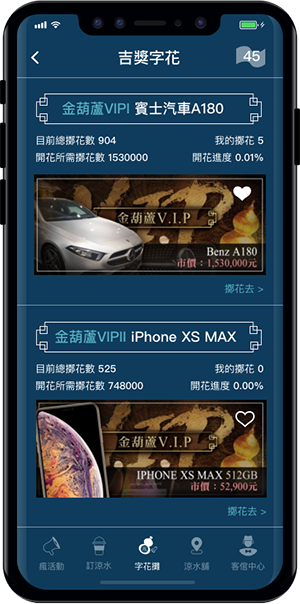 吉獎字花
45
金葫蘆VIPI 賓士汽車A180
目前總擲花數 904
我的擲花 5
開花所需擲花數 1530000
開花進度 0.01%
金葫蘆V.I.P
Benz A180
市價：1,530,000元
擲花去 >
金葫蘆VIPII iPhone XS MAX
目前總擲花數 525
我的擲花 0
開花所需擲花數 748000
開花進度 0.00%
金葫蘆V.I.P
IPHONE XS MAX 512GB
市價：52,900元
擲花去 >
瘋活動
訂涼水
字花攤
涼水舖
客倌中心